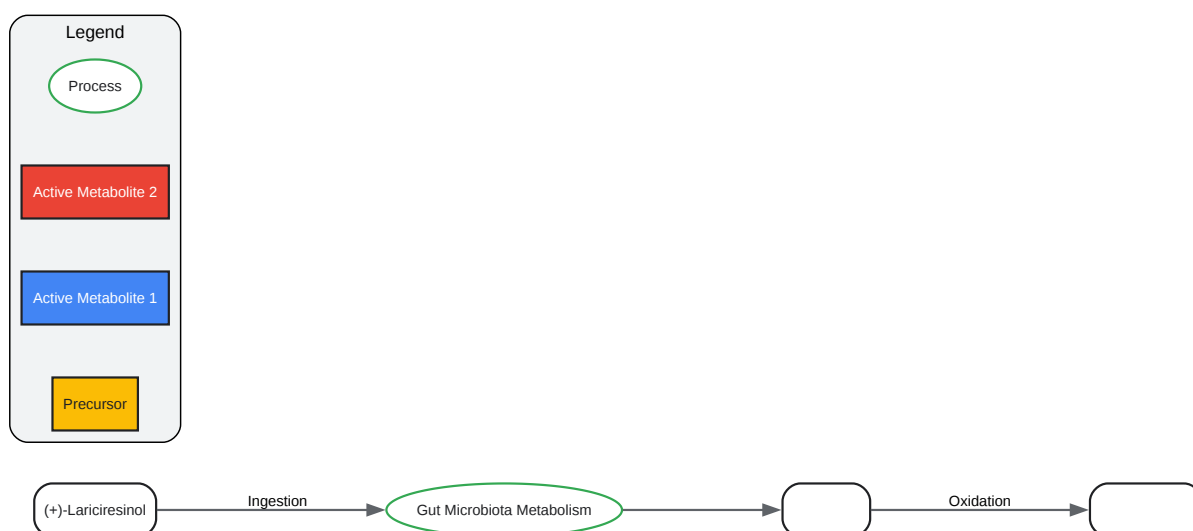 Legend
Process
Active Metabolite 2
Active Metabolite 1
Precursor
(+)-Lariciresinol
Ingestion
Gut Microbiota Metabolism
Oxidation